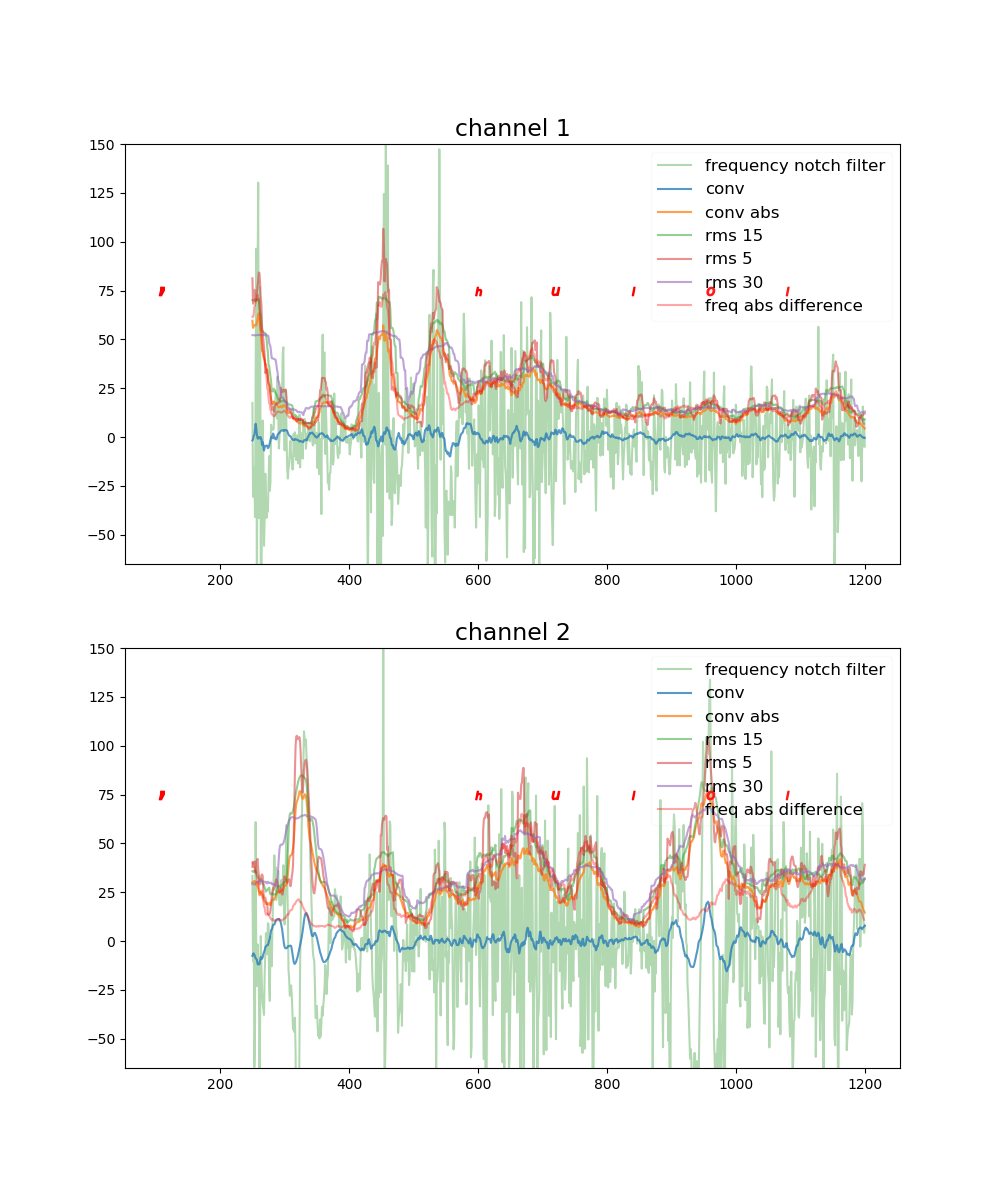 channel 1
150
125
100
75
50
25
0
−25
−50
frequency notch filter
conv
conv abs
rms 15
rms 5
rms 30
freq abs difference
, h u l o l
200 400 600 800 1000 1200
channel 2
150
125
100
75
50
25
0
−25
−50
frequency notch filter
conv
conv abs
rms 15
rms 5
rms 30
freq abs difference
, h u l o l
200 400 600 800 1000 1200